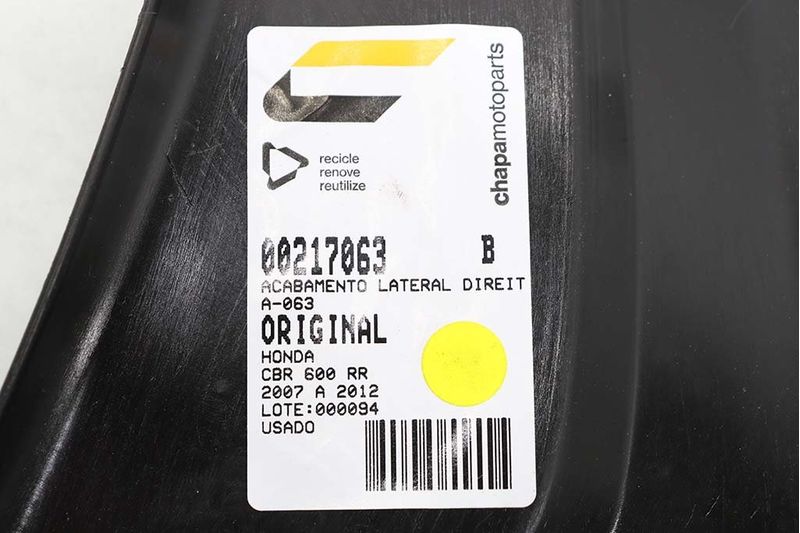 chapamotoparts
recicle
renove
reutilize
00217063 B
ACABAMENTO LATERAL DIREIT
A-063
ORIGINAL
HONDA
CBR 600 RR
2007 A 2012
LOTE:000094
USADO